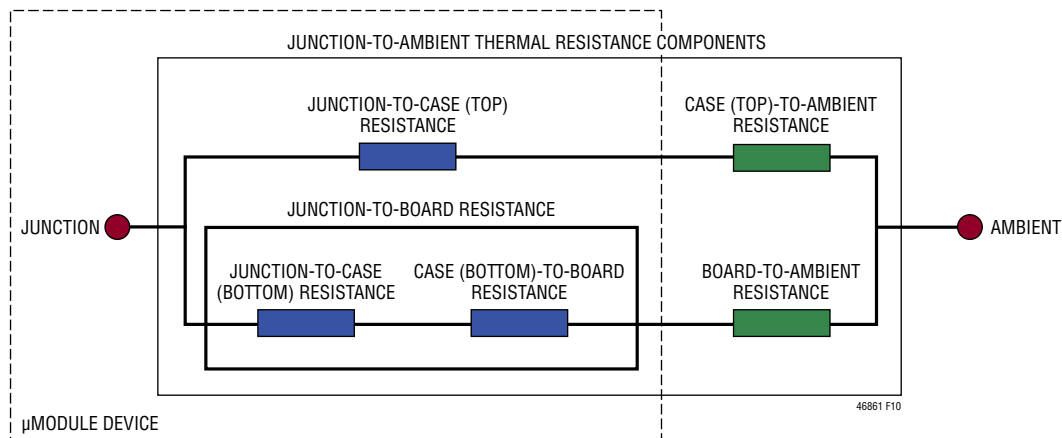 JUNCTION-TO-AMBIENT THERMAL RESISTANCE COMPONENTS
JUNCTION-TO-CASE (TOP)
RESISTANCE
CASE (TOP)-TO-AMBIENT
RESISTANCE
JUNCTION
JUNCTION-TO-BOARD RESISTANCE
AMBIENT
JUNCTION-TO-CASE
(BOTTOM) RESISTANCE
CASE (BOTTOM)-TO-BOARD
RESISTANCE
BOARD-TO-AMBIENT
RESISTANCE
46861 F10
µMODULE DEVICE